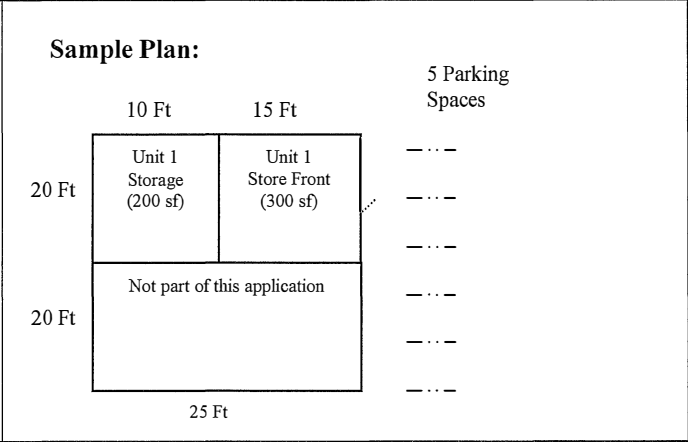 Sample Plan:
5 Parking
Spaces
10 Ft
15 Ft
20 Ft
Unit 1
Storage
(200 sf)
Unit 1
Store Front
(300 sf)
20 Ft
Not part of this application
25 Ft